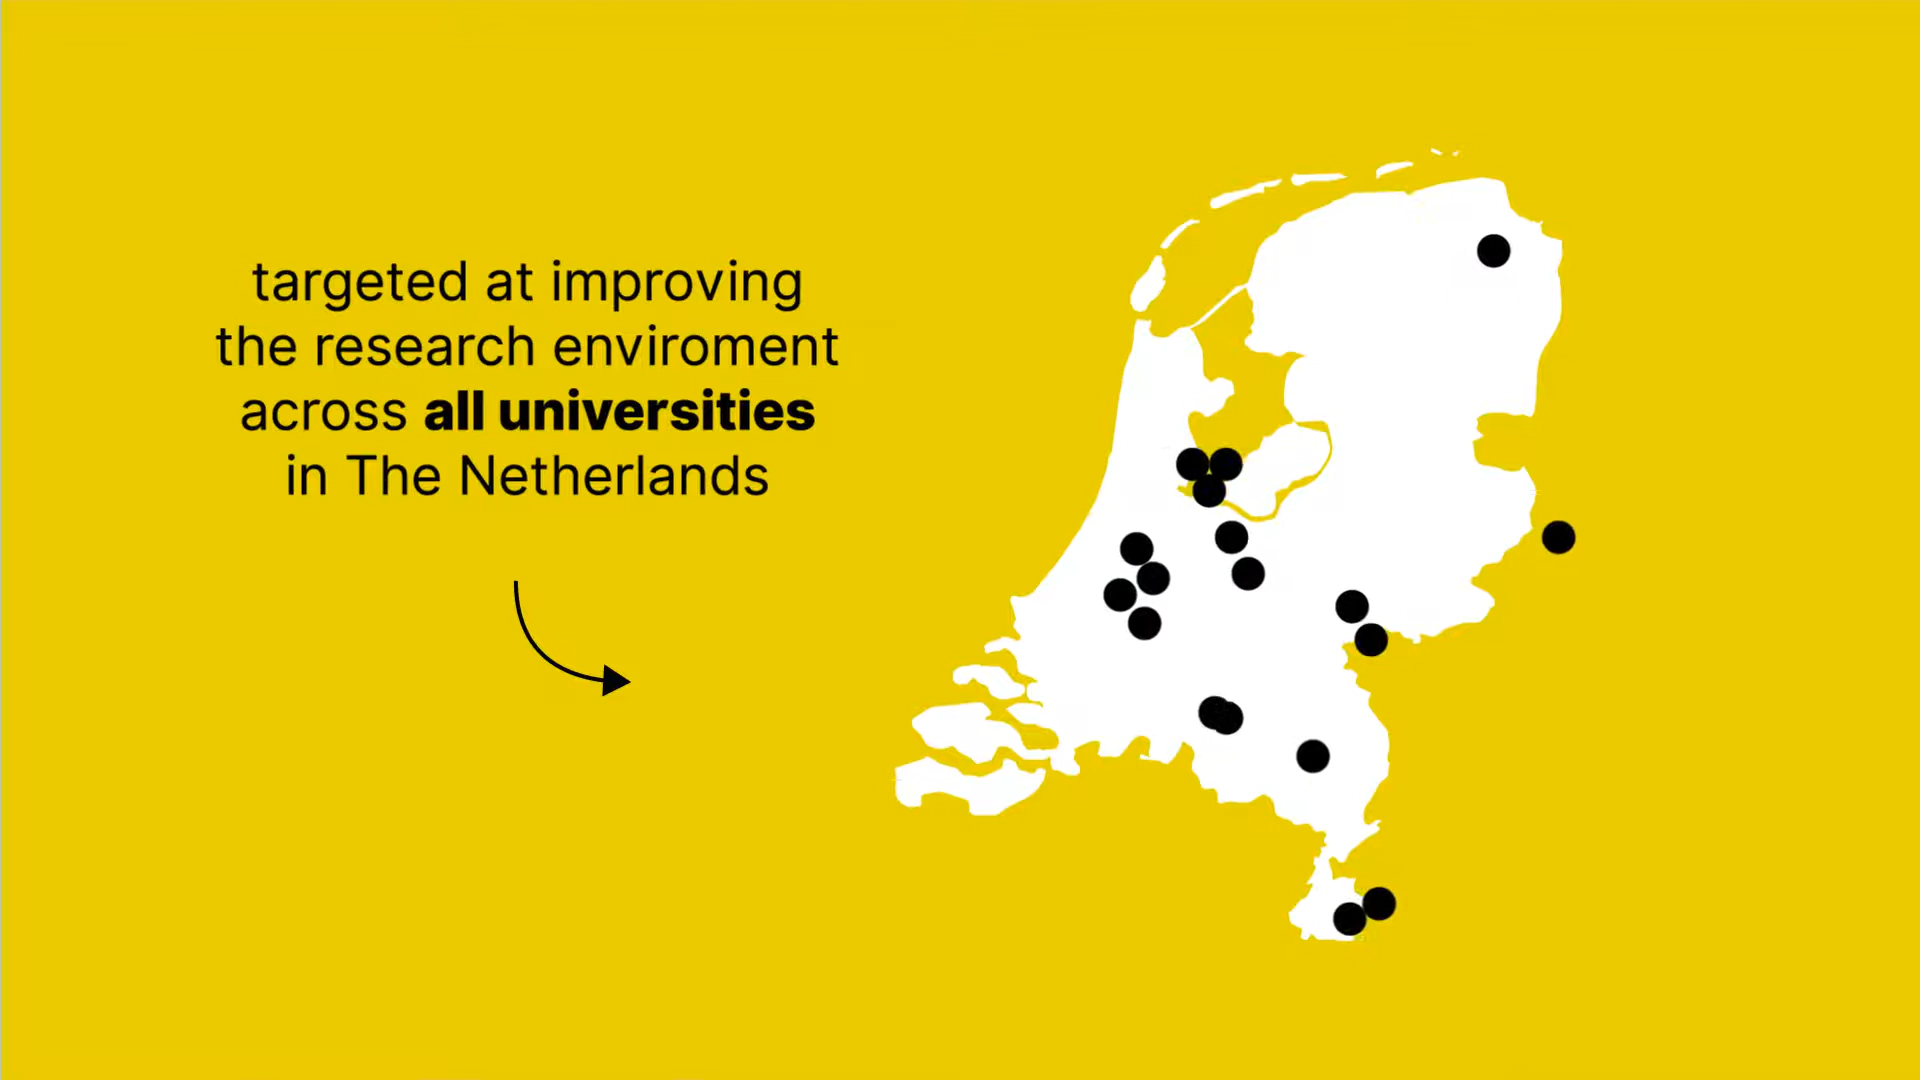 targeted at improving
the research enviroment
across all universities
in The Netherlands